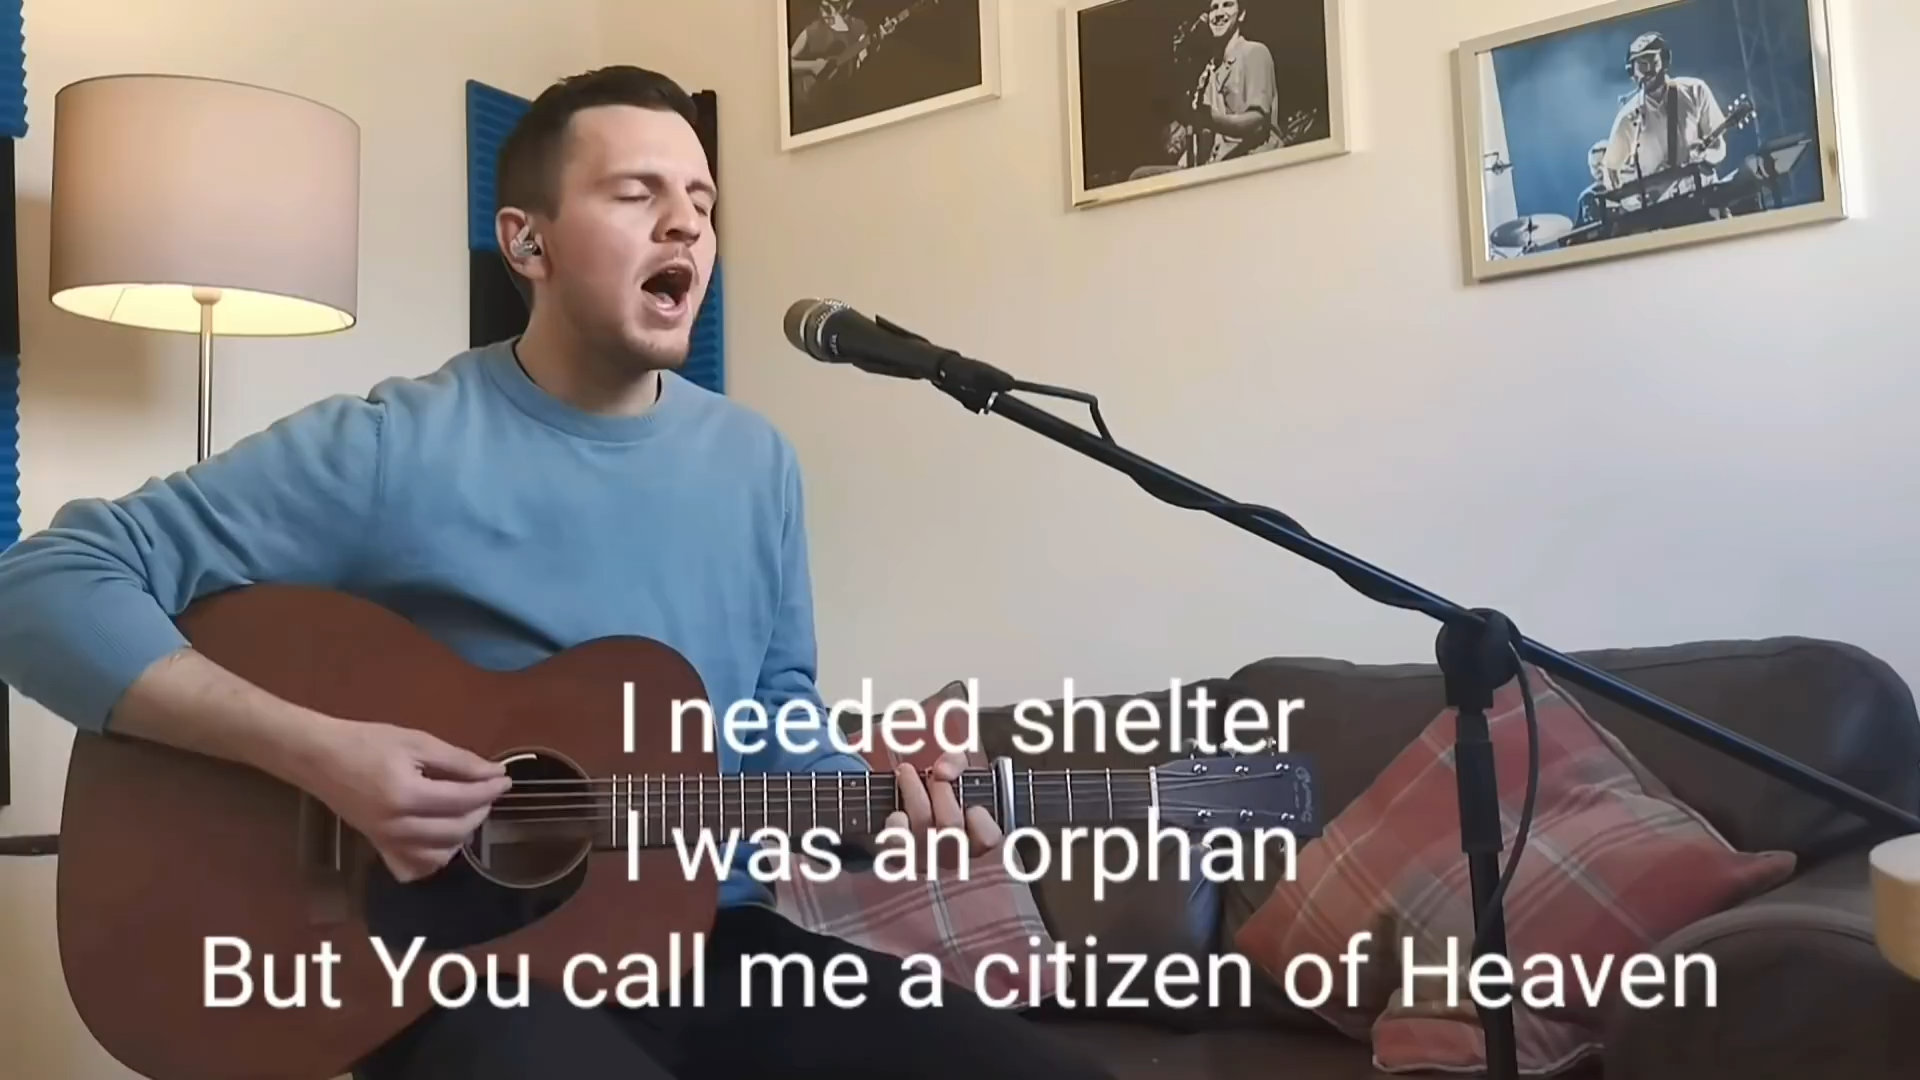 I needed shelter
I was an orphan
But You call me a citizen of Heaven